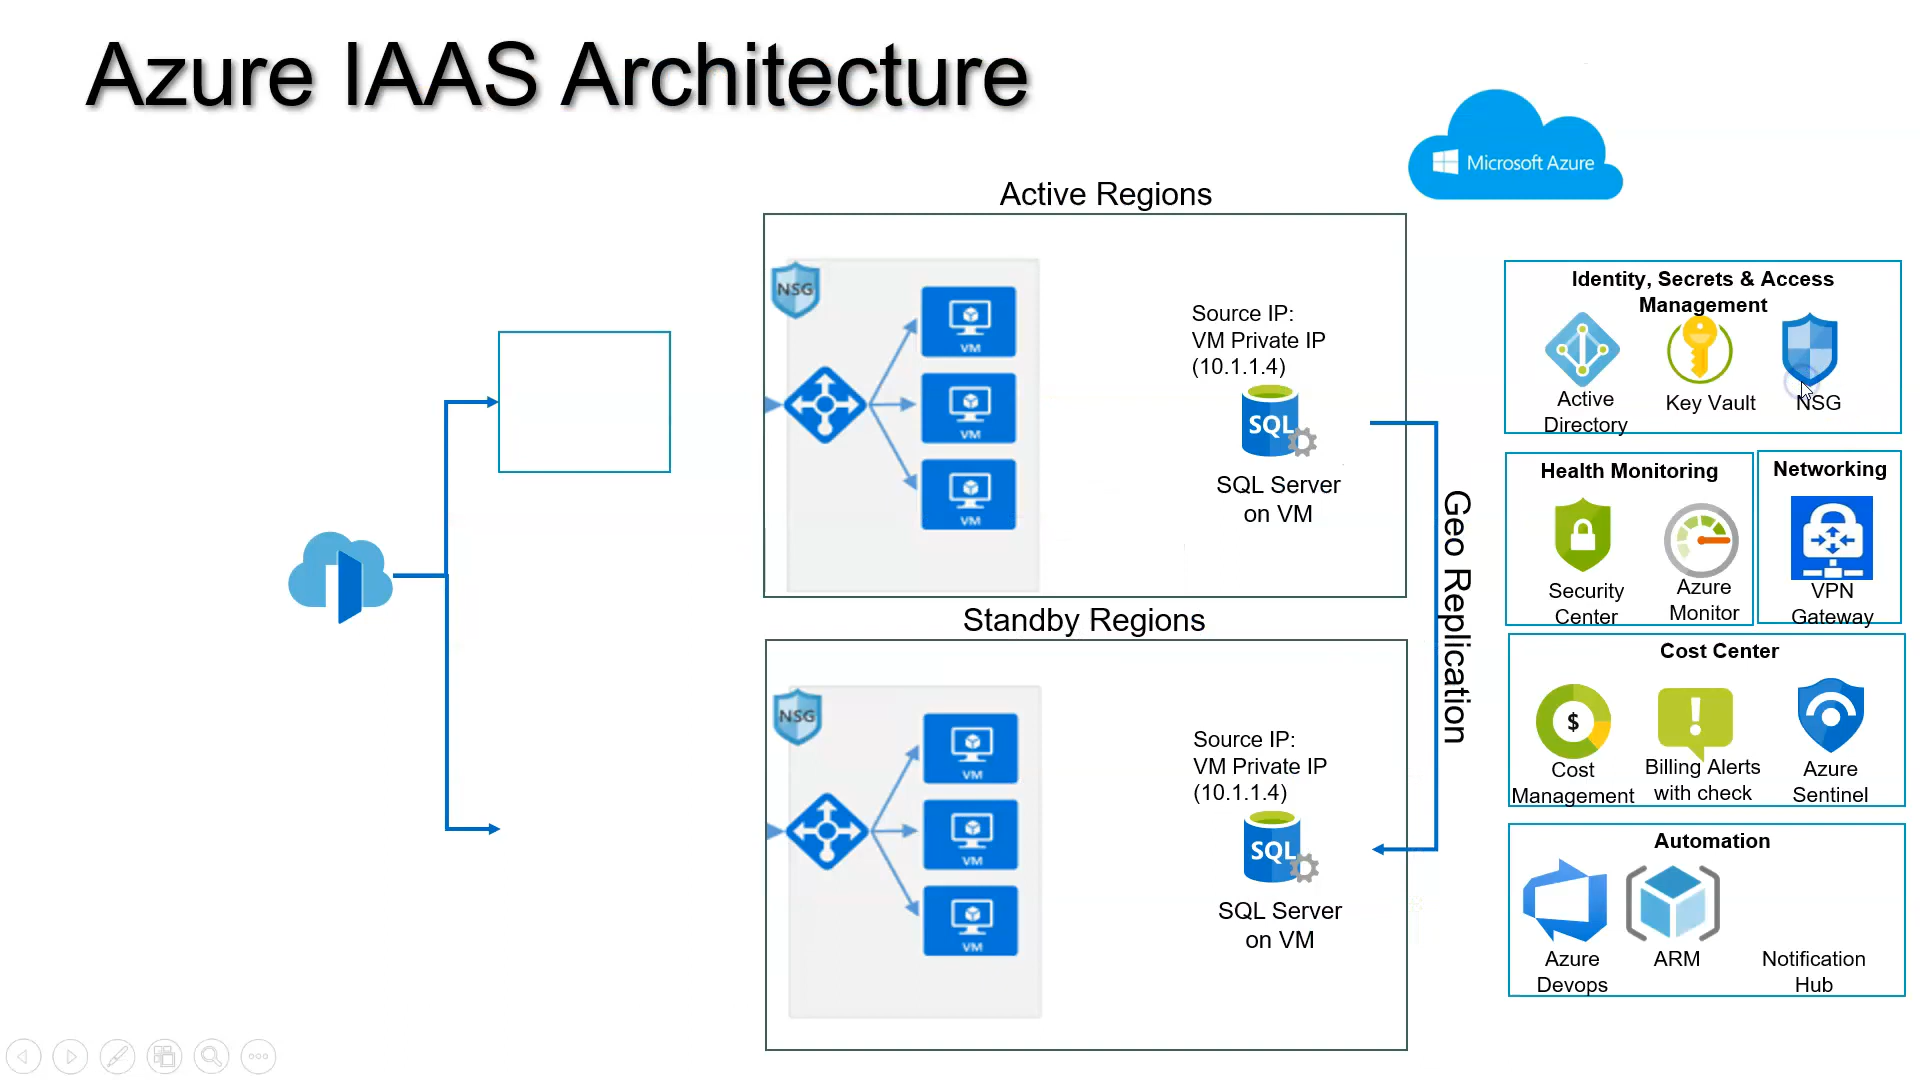 Azure IAAS Architecture
Microsoft Azure
Active Regions
NSG
VM
VM
VM
Source IP:
VM Private IP
(10.1.1.4)
SQL
SQL Server
on VM
Standby Regions
NSG
VM
VM
VM
Source IP:
VM Private IP
(10.1.1.4)
SQL
SQL Server
on VM
Geo Replication
Identity, Secrets & Access
Management
Active
Directory
Key Vault
NSG
Health Monitoring
Security
Center
Azure
Monitor
Networking
VPN
Gateway
Cost Center
$
Cost
Management
Billing Alerts
with check
Azure
Sentinel
Automation
Azure
Devops
ARM
Notification
Hub